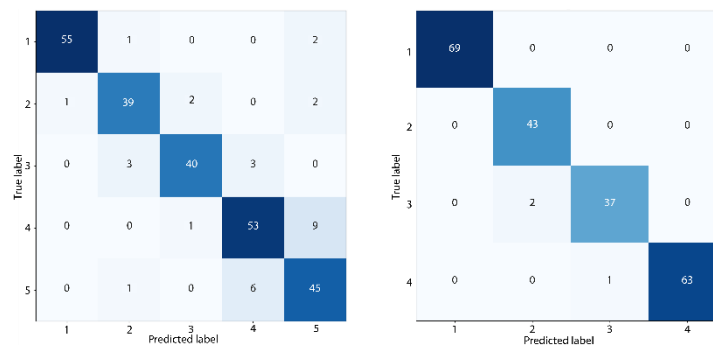 1 55 1 0 0 2
2 1 39 2 0 2
3 0 3 40 3 0
4 0 0 1 53 9
5 0 1 0 6 45
1 2 3 4 5
True label
Predicted label
1 69 0 0 0
2 0 43 0 0
3 0 2 37 0
4 0 0 1 63
1 2 3 4
True label
Predicted label